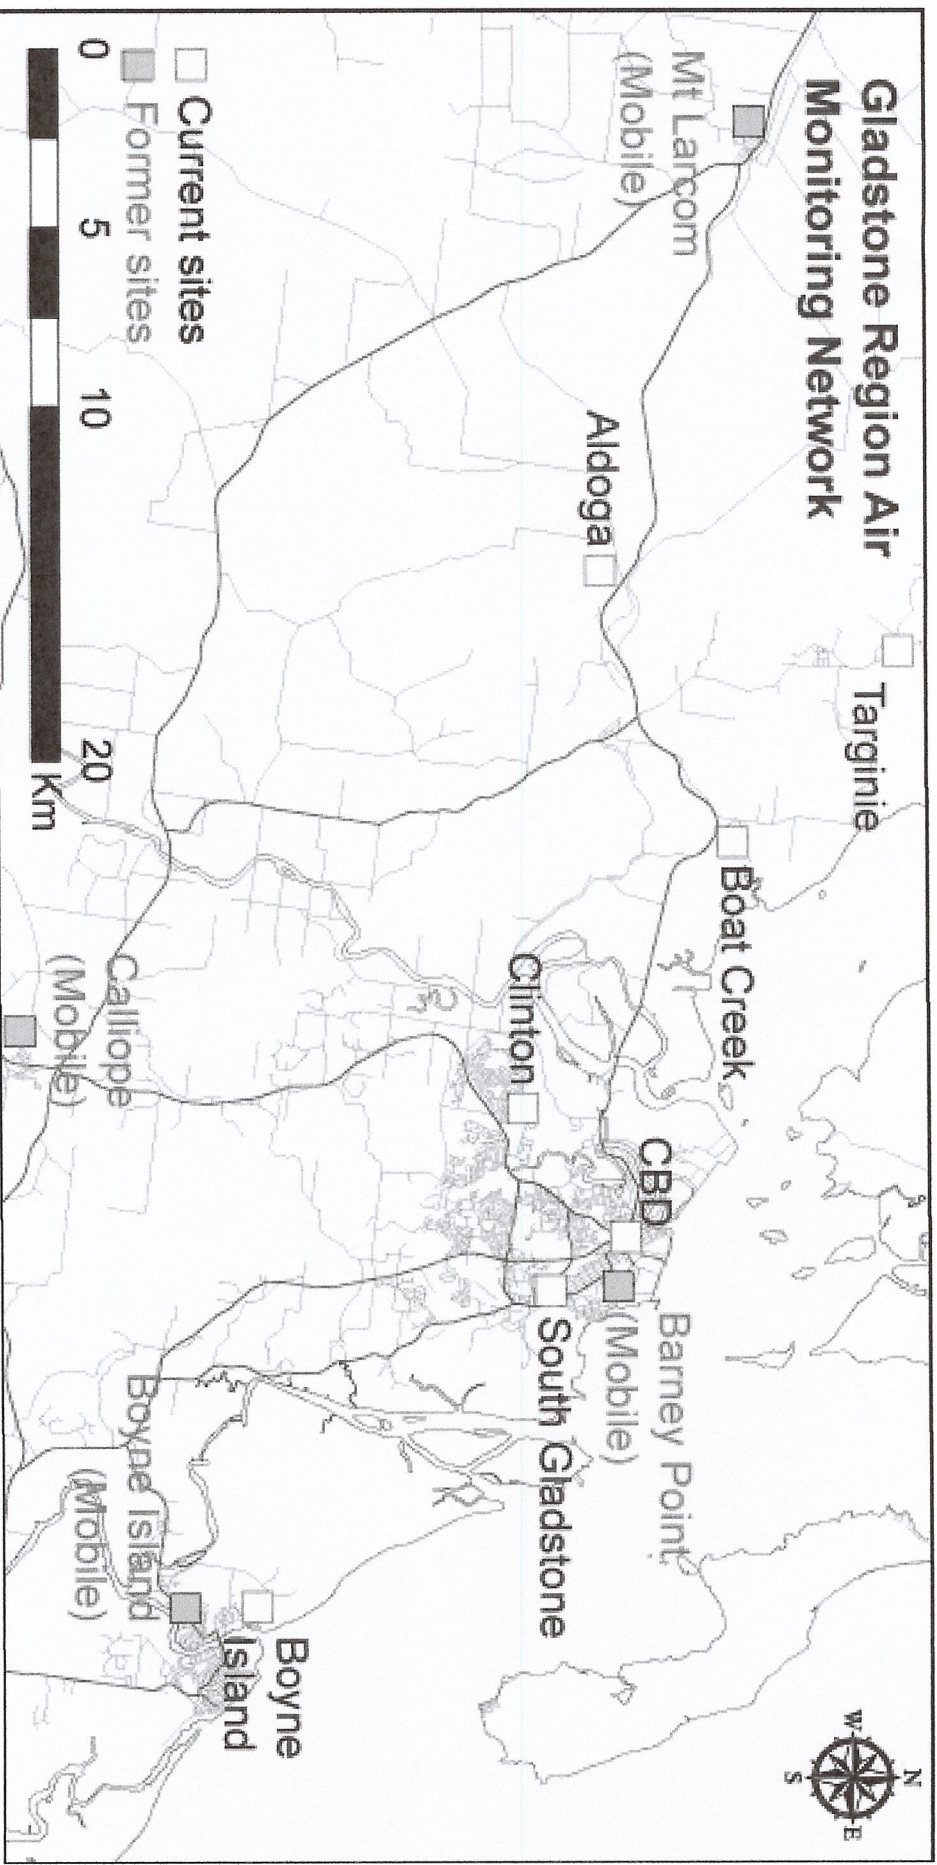 Gladstone Region Air
Monitoring Network
Targinie
Mt Larcom
(Mobile)
Aldoga
Boat Creek
Clinton
CBD
Barney Point
(Mobile)
South Gladstone
Boyne
Island
Boyne Island
(Mobile)
Calliope
(Mobile)
Current sites
Former sites
0 5 10 20
Km
N
W
E
S